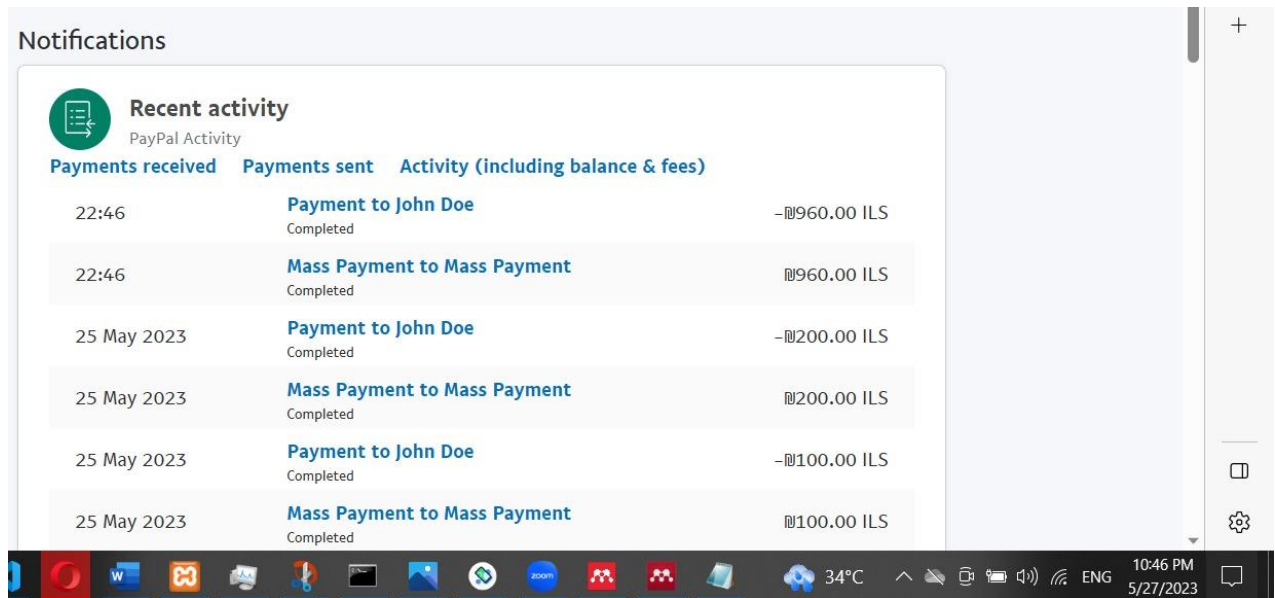 Notifications
Recent activity
PayPal Activity
Payments received Payments sent Activity (including balance & fees)
22:46 Payment to John Doe -₪960.00 ILS
Completed
22:46 Mass Payment to Mass Payment ₪960.00 ILS
Completed
25 May 2023 Payment to John Doe -₪200.00 ILS
Completed
25 May 2023 Mass Payment to Mass Payment ₪200.00 ILS
Completed
25 May 2023 Payment to John Doe -₪100.00 ILS
Completed
25 May 2023 Mass Payment to Mass Payment ₪100.00 ILS
Completed
W zoom 34°C ENG 10:46 PM
5/27/2023